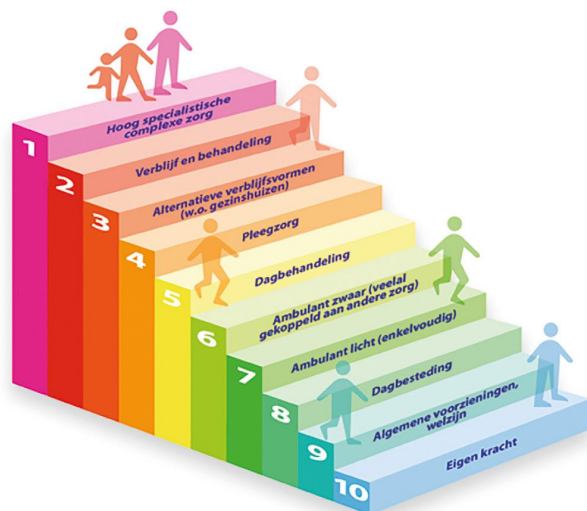 1
Hoog specialistische
complexe zorg
2
Verblijf en behandeling
3
Alternatieve verblijfsvormen
(w.o. gezinshuizen)
4
Pleegzorg
5
Dagbehandeling
6
Ambulant zwaar (veelal
gekoppeld aan andere zorg)
7
Ambulant licht (enkelvoudig)
8
Dagbesteding
9
Algemene voorzieningen,
welzijn
10
Eigen kracht